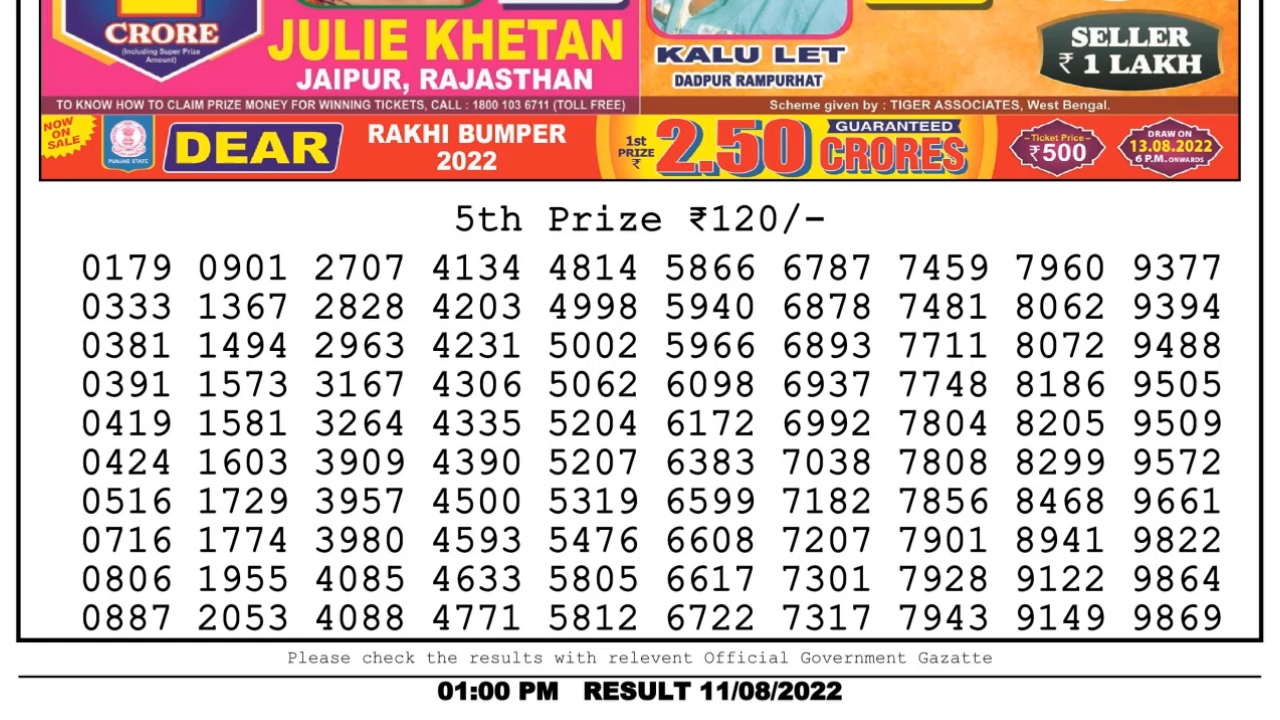 CRORE
(Including Super Prize
Amount)
JULIE KHETAN
JAIPUR, RAJASTHAN
KALU LET
DADPUR RAMPURHAT
SELLER
₹ 1 LAKH
TO KNOW HOW TO CLAIM PRIZE MONEY FOR WINNING TICKETS, CALL : 1800 103 6711 (TOLL FREE)
Scheme given by : TIGER ASSOCIATES, West Bengal.
NOW
ON
SALE
PUNJAB STATE
DEAR
RAKHI BUMPER
2022
1st
PRIZE
₹
2.50
GUARANTEED
CRORES
Ticket Price
₹500
DRAW ON
13.08.2022
6 P.M. ONWARDS
5th Prize ₹120/-
0179 0901 2707 4134 4814 5866 6787 7459 7960 9377
0333 1367 2828 4203 4998 5940 6878 7481 8062 9394
0381 1494 2963 4231 5002 5966 6893 7711 8072 9488
0391 1573 3167 4306 5062 6098 6937 7748 8186 9505
0419 1581 3264 4335 5204 6172 6992 7804 8205 9509
0424 1603 3909 4390 5207 6383 7038 7808 8299 9572
0516 1729 3957 4500 5319 6599 7182 7856 8468 9661
0716 1774 3980 4593 5476 6608 7207 7901 8941 9822
0806 1955 4085 4633 5805 6617 7301 7928 9122 9864
0887 2053 4088 4771 5812 6722 7317 7943 9149 9869
Please check the results with relevent Official Government Gazatte
01:00 PM RESULT 11/08/2022